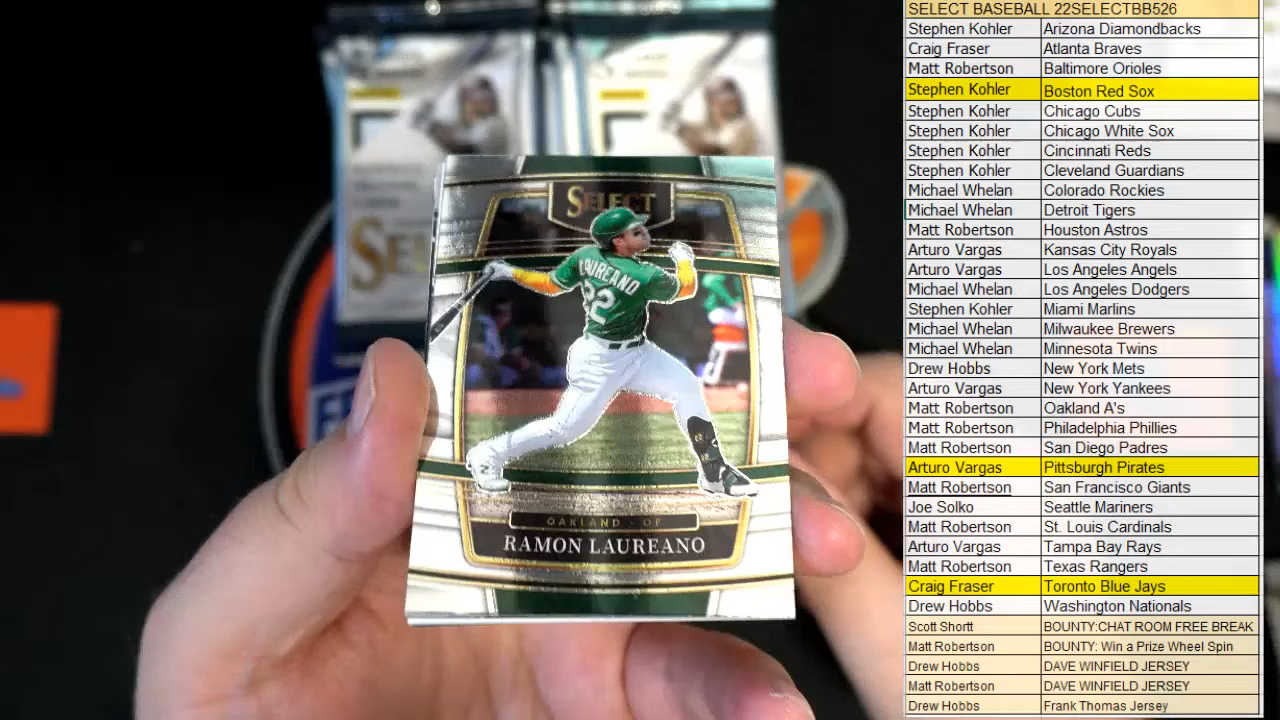 SELECT BASEBALL 22SELECTBB526
Stephen Kohler Arizona Diamondbacks
Craig Fraser Atlanta Braves
Matt Robertson Baltimore Orioles
Stephen Kohler Boston Red Sox
Stephen Kohler Chicago Cubs
Stephen Kohler Chicago White Sox
Stephen Kohler Cincinnati Reds
Stephen Kohler Cleveland Guardians
Michael Whelan Colorado Rockies
Michael Whelan Detroit Tigers
Matt Robertson Houston Astros
Arturo Vargas Kansas City Royals
Arturo Vargas Los Angeles Angels
Michael Whelan Los Angeles Dodgers
Stephen Kohler Miami Marlins
Michael Whelan Milwaukee Brewers
Michael Whelan Minnesota Twins
Drew Hobbs New York Mets
Arturo Vargas New York Yankees
Matt Robertson Oakland A's
Matt Robertson Philadelphia Phillies
Matt Robertson San Diego Padres
Arturo Vargas Pittsburgh Pirates
Matt Robertson San Francisco Giants
Joe Solko Seattle Mariners
Matt Robertson St. Louis Cardinals
Arturo Vargas Tampa Bay Rays
Matt Robertson Texas Rangers
Craig Fraser Toronto Blue Jays
Drew Hobbs Washington Nationals
Scott Shortt BOUNTY:CHAT ROOM FREE BREAK
Matt Robertson BOUNTY: Win a Prize Wheel Spin
Drew Hobbs DAVE WINFIELD JERSEY
Matt Robertson DAVE WINFIELD JERSEY
Drew Hobbs Frank Thomas Jersey
SELECT
LAUREANO
22
OAKLAND - OF
RAMON LAUREANO